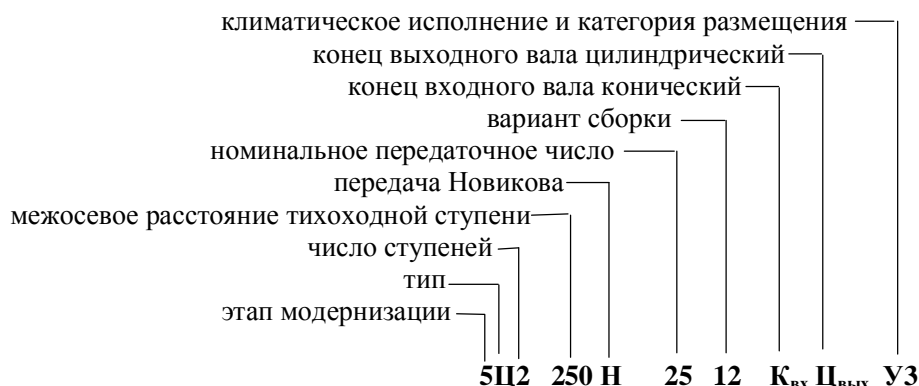 климатическое исполнение и категория размещения
конец выходного вала цилиндрический
конец входного вала конический
вариант сборки
номинальное передаточное число
передача Новикова
межосевое расстояние тихоходной ступени
число ступеней
тип
этап модернизации
5Ц2 250 Н 25 12 Kвх Цвых У3